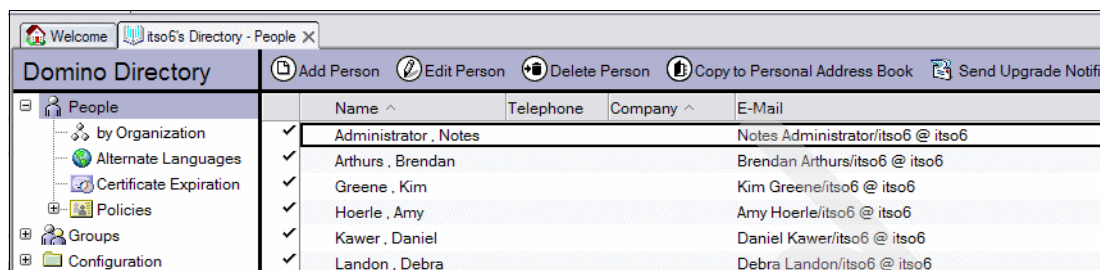 Welcome itso6's Directory - People
Domino Directory
Add Person Edit Person Delete Person Copy to Personal Address Book Send Upgrade Notifi
People
by Organization
Alternate Languages
Certificate Expiration
Policies
Groups
Configuration
Name Telephone Company E-Mail
Administrator , Notes Notes Administrator/itso6 @ itso6
Arthurs , Brendan Brendan Arthurs/itso6 @ itso6
Greene , Kim Kim Greene/itso6 @ itso6
Hoerle , Amy Amy Hoerle/itso6 @ itso6
Kawer , Daniel Daniel Kawer/itso6 @ itso6
Landon , Debra Debra Landon/itso6 @ itso6